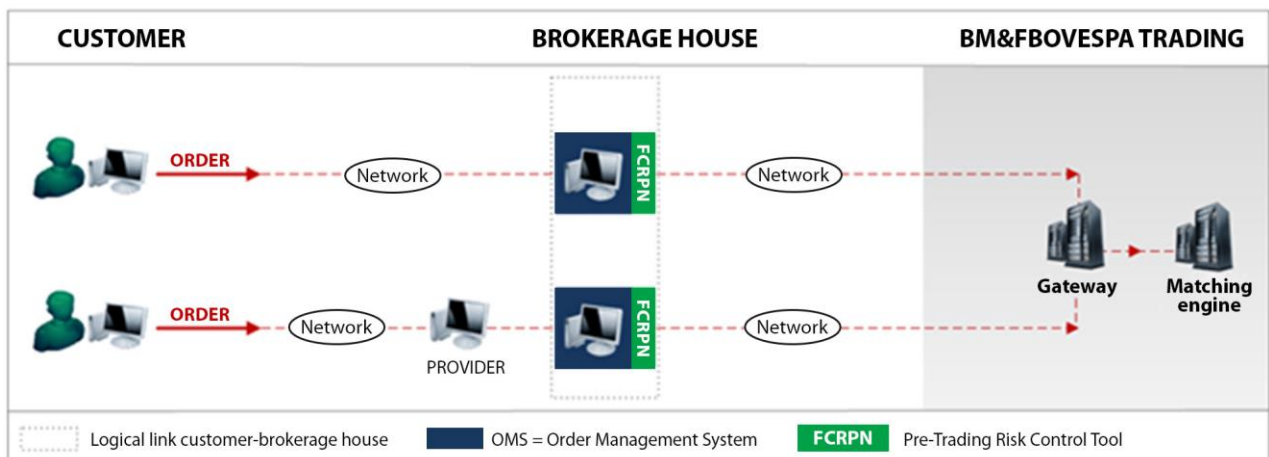 CUSTOMER
BROKERAGE HOUSE
BM&FBOVESPA TRADING
ORDER
Network
FCRPN
Network
Gateway
Matching
engine
ORDER
Network
PROVIDER
FCRPN
Network
Logical link customer-brokerage house
OMS = Order Management System
FCRPN
Pre-Trading Risk Control Tool